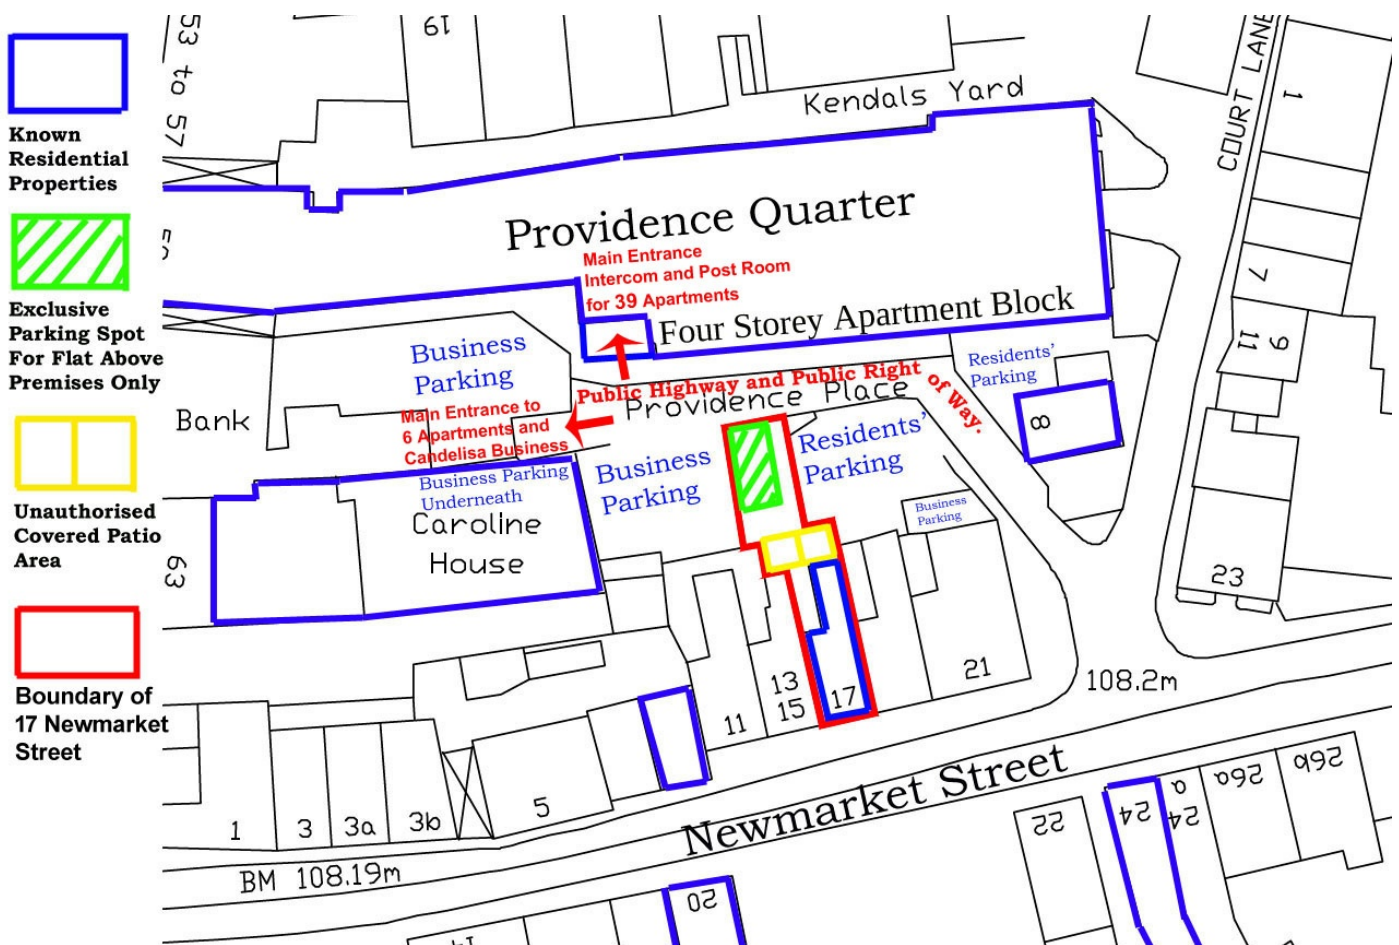 Known
Residential
Properties
Exclusive
Parking Spot
For Flat Above
Premises Only
Unauthorised
Covered Patio
Area
Boundary of
17 Newmarket
Street
53 to 57
19
Kendals Yard
COURT LANE
1
7
9
11
Providence Quarter
Main Entrance
Intercom and Post Room
for 39 Apartments
Four Storey Apartment Block
Business
Parking
Residents'
Parking
Public Highway and Public Right of Way.
Providence Place
Main Entrance to
6 Apartments and
Candelisa Business
Bank
8
Business
Parking
Residents'
Parking
Business Parking
Underneath
Caroline
House
Business
Parking
63
23
21
13
15
17
11
108.2m
Newmarket Street
1
3
3a
3b
5
BM 108.19m
20
22
24
24 a
26a
26b